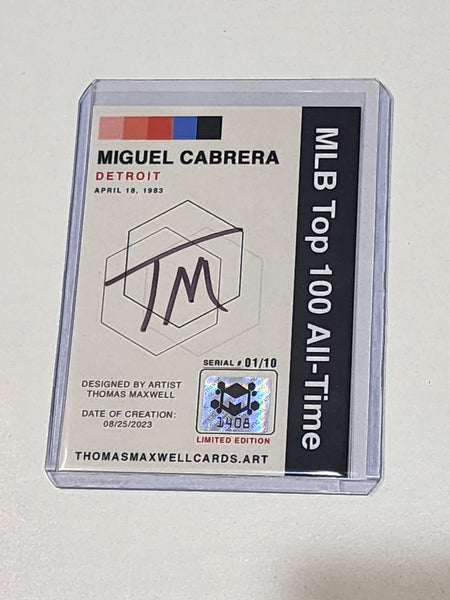 MIGUEL CABRERA
DETROIT
APRIL 18, 1983
TM
SERIAL # 01/10
DESIGNED BY ARTIST
THOMAS MAXWELL
DATE OF CREATION:
08/25/2023
M
1408
LIMITED EDITION
THOMASMAXWELLCARDS.ART
MLB Top 100 All-Time